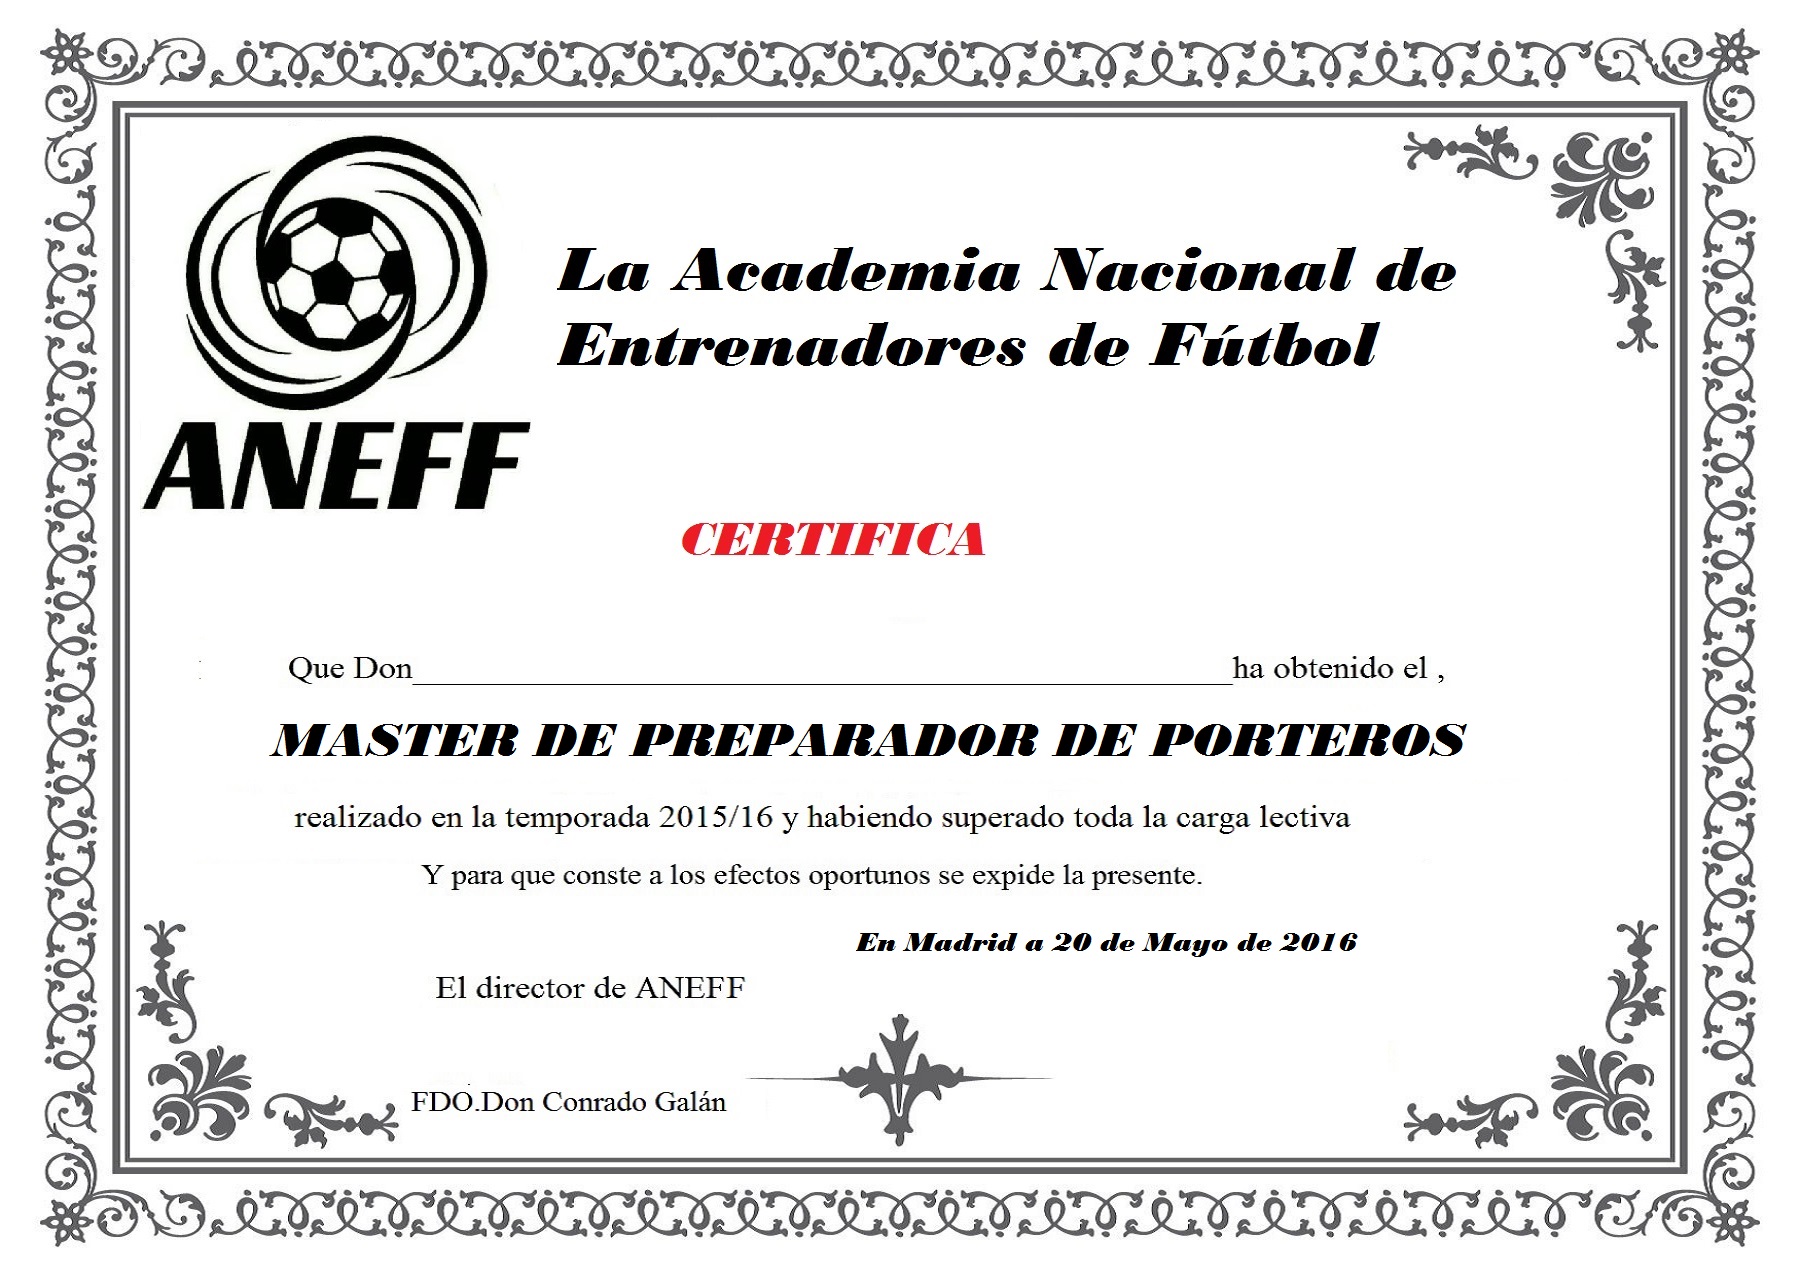 La Academia Nacional de
Entrenadores de Fútbol
ANEFF
CERTIFICA
Que Don____________________ha obtenido el ,
MASTER DE PREPARADOR DE PORTEROS
realizado en la temporada 2015/16 y habiendo superado toda la carga lectiva
Y para que conste a los efectos oportunos se expide la presente.
En Madrid a 20 de Mayo de 2016
El director de ANEFF
FDO.Don Conrado Galán